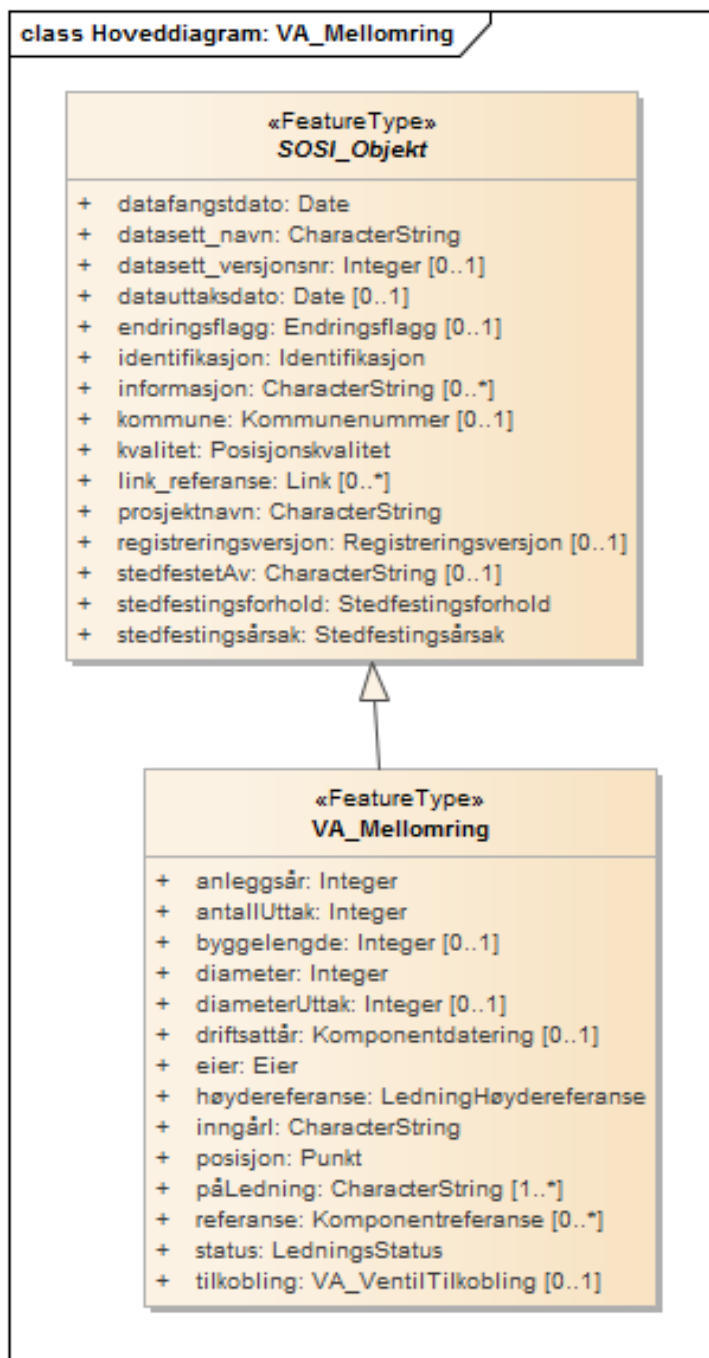 class Hoveddiagram: VA_Mellomring
«FeatureType»
SOSI_Objekt
+ datafangstdato: Date
+ datasett_navn: CharacterString
+ datasett_versjonsnr: Integer [0..1]
+ datauttaksdato: Date [0..1]
+ endringsflagg: Endringsflagg [0..1]
+ identifikasjon: Identifikasjon
+ informasjon: CharacterString [0..*]
+ kommune: Kommunenummer [0..1]
+ kvalitet: Posisjonskvalitet
+ link_referanse: Link [0..*]
+ prosjektnavn: CharacterString
+ registreringsversjon: Registreringsversjon [0..1]
+ stedfestetAv: CharacterString [0..1]
+ stedfestingsforhold: Stedfestingsforhold
+ stedfestingsårsak: Stedfestingsårsak
«FeatureType»
VA_Mellomring
+ anleggsår: Integer
+ antallUttak: Integer
+ byggelengde: Integer [0..1]
+ diameter: Integer
+ diameterUttak: Integer [0..1]
+ driftsattår: Komponentdatering [0..1]
+ eier: Eier
+ høydereferanse: LedningHøydereferanse
+ inngårI: CharacterString
+ posisjon: Punkt
+ påLedning: CharacterString [1..*]
+ referanse: Komponentreferanse [0..*]
+ status: LedningsStatus
+ tilkobling: VA_VentilTilkobling [0..1]